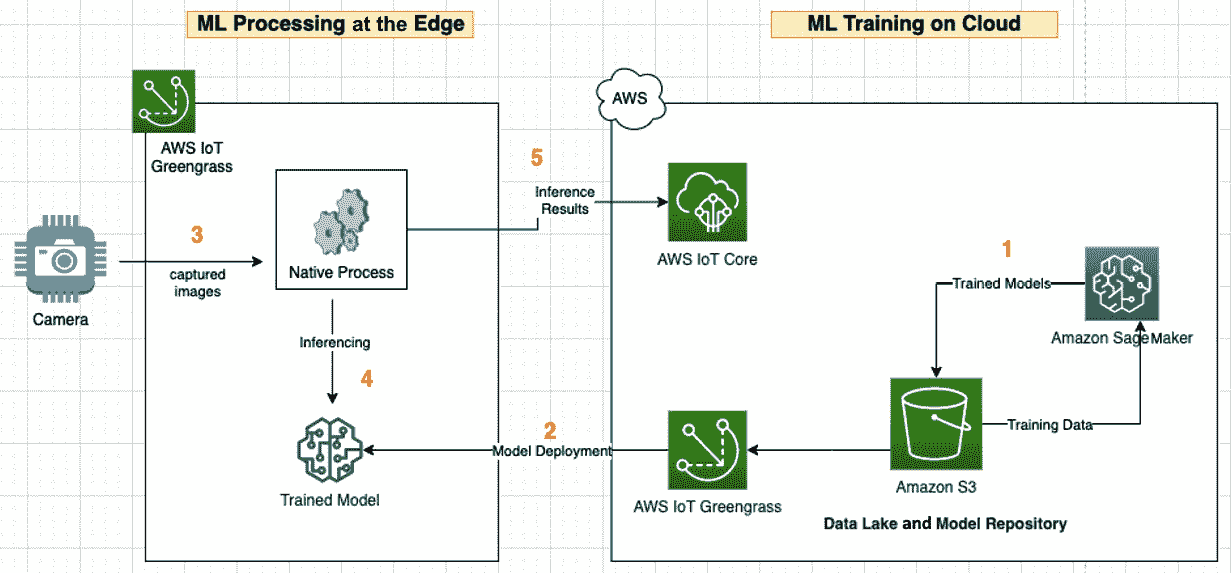 ML Processing at the Edge
ML Training on Cloud
AWS IoT
Greengrass
AWS
5
Inference
Results
Native Process
3
captured
images
Camera
AWS IoT Core
1
Trained Models
Amazon SageMaker
Inferencing
4
2
Model Deployment
Training Data
Trained Model
AWS IoT Greengrass
Amazon S3
Data Lake and Model Repository